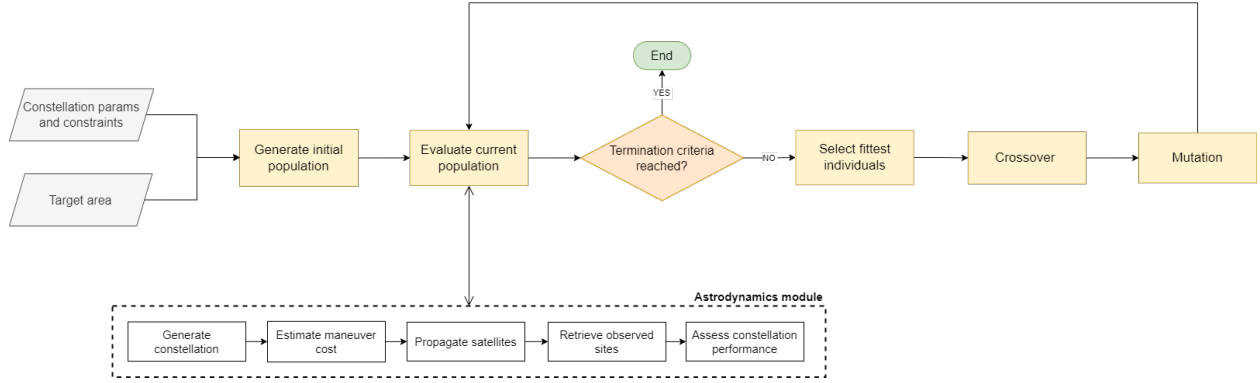 End
YES
Constellation params
and constraints
Generate initial
population
Evaluate current
population
Termination criteria
reached?
NO
Select fittest
individuals
Crossover
Mutation
Target area
Astrodynamics module
Generate
constellation
Estimate maneuver
cost
Propagate satellites
Retrieve observed
sites
Assess constellation
performance